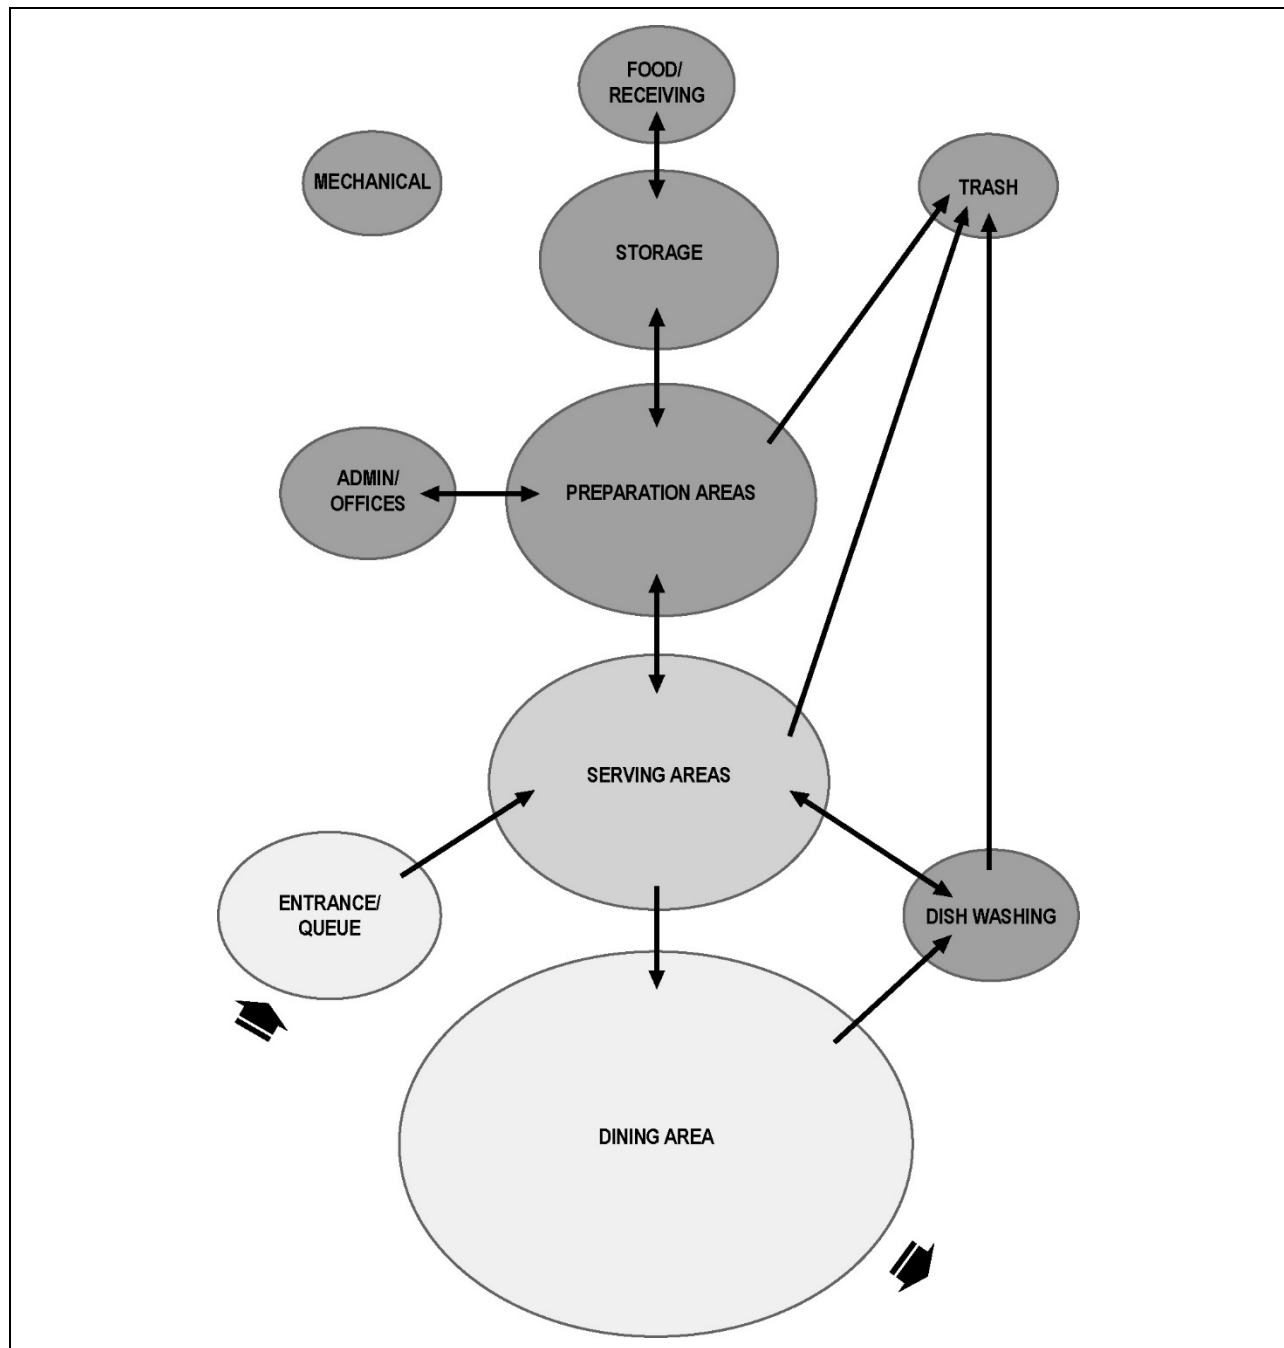 FOOD/
RECEIVING
MECHANICAL
TRASH
STORAGE
ADMIN/
OFFICES
PREPARATION AREAS
SERVING AREAS
ENTRANCE/
QUEUE
DISH WASHING
DINING AREA